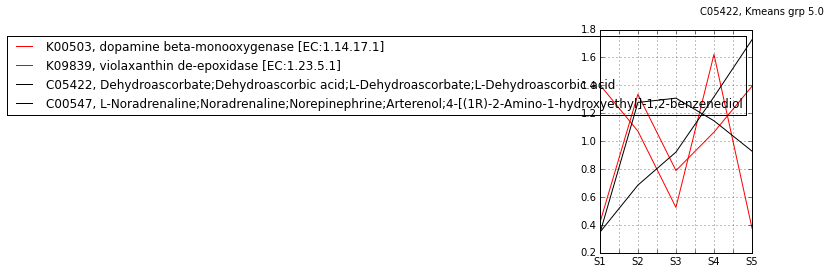 C05422, Kmeans grp 5.0
K00503, dopamine beta-monooxygenase [EC:1.14.17.1]
K09839, violaxanthin de-epoxidase [EC:1.23.5.1]
C05422, Dehydroascorbate;Dehydroascorbic acid;L-Dehydroascorbate;L-Dehydroascorbic acid
C00547, L-Noradrenaline;Noradrenaline;Norepinephrine;Arterenol;4-[(1R)-2-Amino-1-hydroxyethyl]-1,2-benzenediol
1.8
1.6
1.4
1.2
1.0
0.8
0.6
0.4
0.2
S1 S2 S3 S4 S5